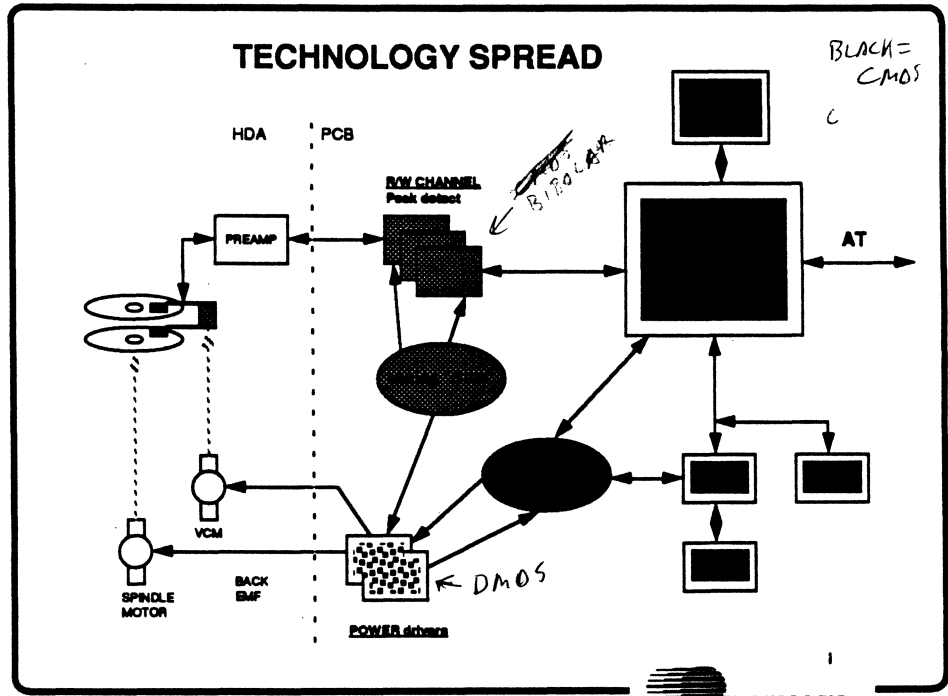 TECHNOLOGY SPREAD
BLACK =
CMOS
C
HDA
PCB
R/W CHANNEL
Peak detect
BIPOLAR
PREAMP
AT
VCM
SPINDLE
MOTOR
BACK
EMF
DMOS
POWER drivers